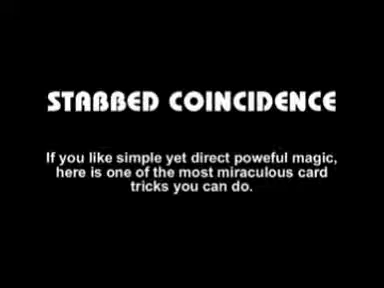 STABBED COINCIDENCE
If you like simple yet direct poweful magic,
here is one of the most miraculous card
tricks you can do.